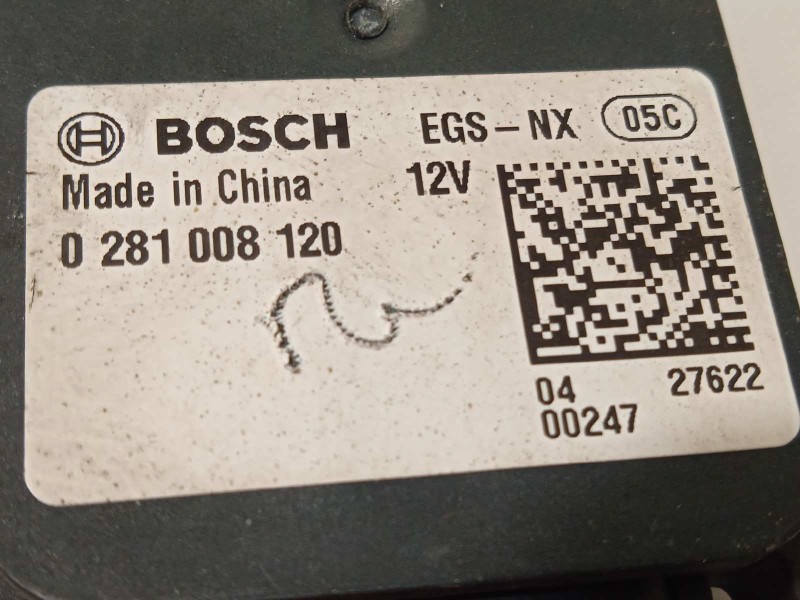 BOSCH EGS-NX 05C
Made in China 12V
0 281 008 120
04 27622
00247